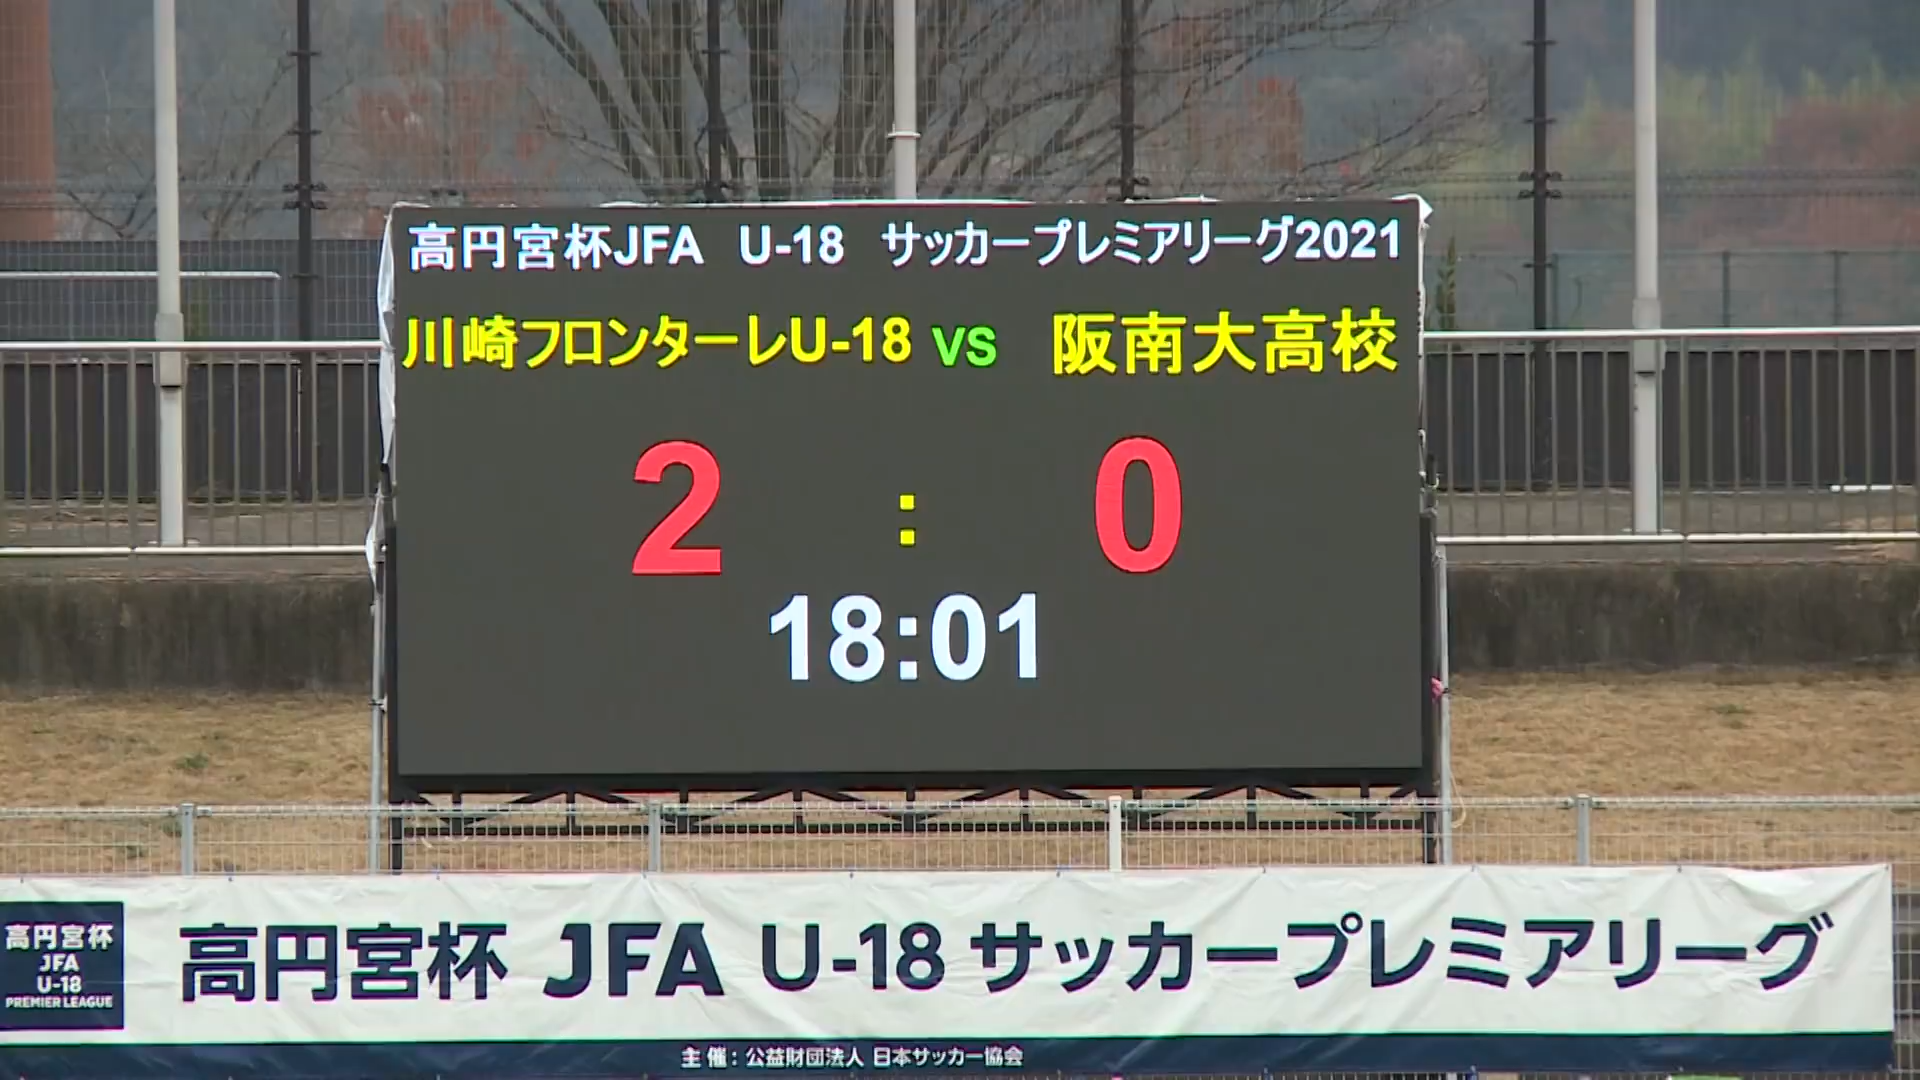 高円宮杯JFA U-18 サッカープレミアリーグ2021
川崎フロンターレU-18 VS 阪南大高校
2 : 0
18:01
高円宮杯
JFA
U-18
PREMIER LEAGUE
高円宮杯 JFA U-18 サッカープレミアリーグ
主催：公益財団法人 日本サッカー協会